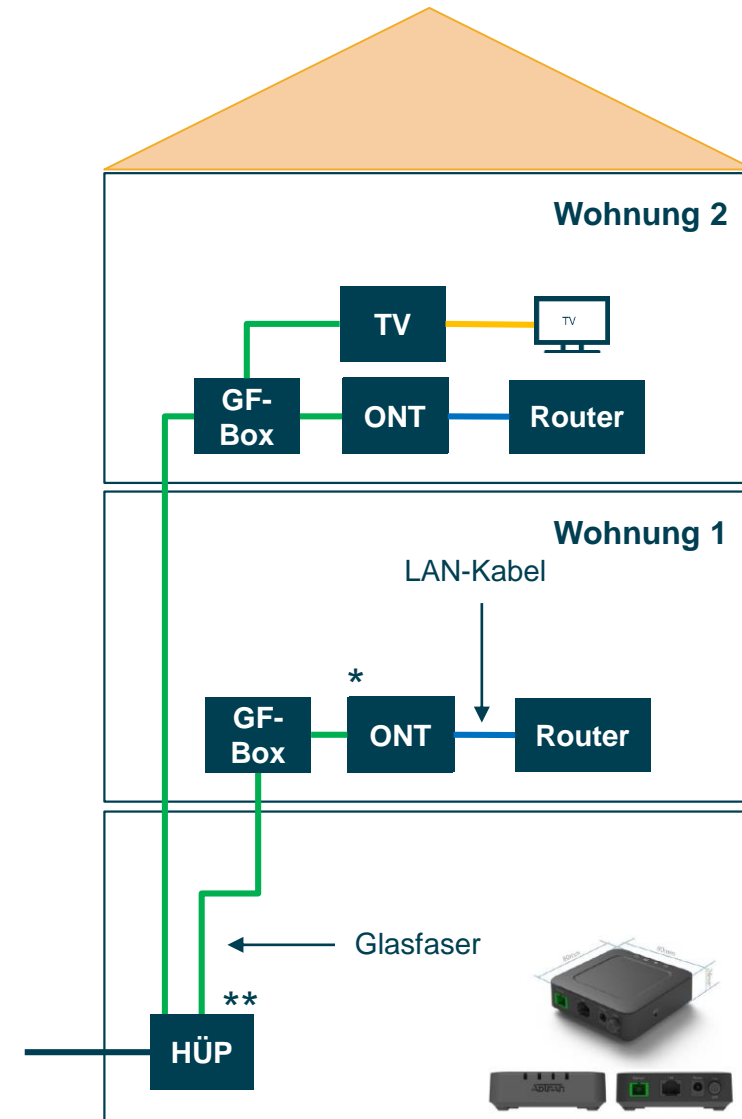 Wohnung 2
TV
TV
GF-
Box
ONT
Router
Wohnung 1
LAN-Kabel
*
GF-
Box
ONT
Router
Glasfaser
**
HÜP